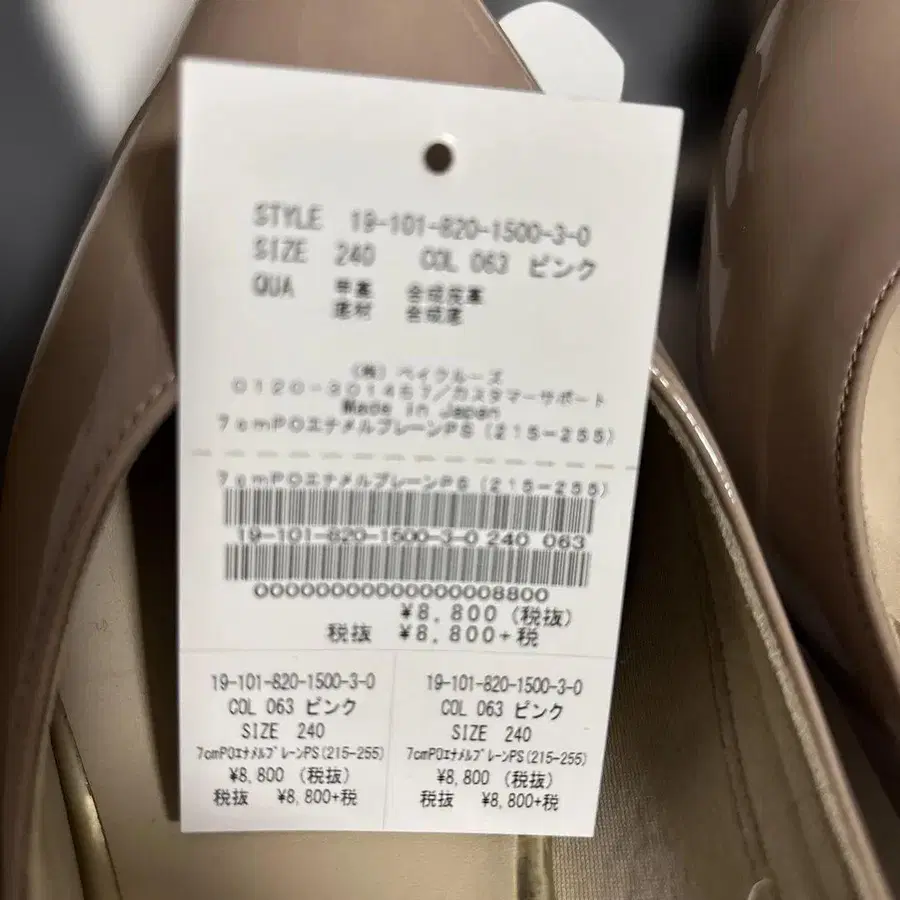 STYLE 19-101-820-1500-3-0
SIZE 240 COL 063 ピンク
QUA 甲革 合成皮革
底材 合成底
(株) ベイクルーズ
0120-301457/カスタマーサポート
Made in Japan
7cmPOエナメルプレーンPS (215-255)
7cmPOエナメルプレーンPS (215-255)
19-101-820-1500-3-0 240 063
00000000000000000008800
¥8,800 (税抜)
税抜 ¥8,800+税
19-101-820-1500-3-0
COL 063 ピンク
SIZE 240
7cmPOエナメルプレーンPS(215-255)
¥8,800 (税抜)
税抜 ¥8,800+税
19-101-820-1500-3-0
COL 063 ピンク
SIZE 240
7cmPOエナメルプレーンPS(215-255)
¥8,800 (税抜)
税抜 ¥8,800+税